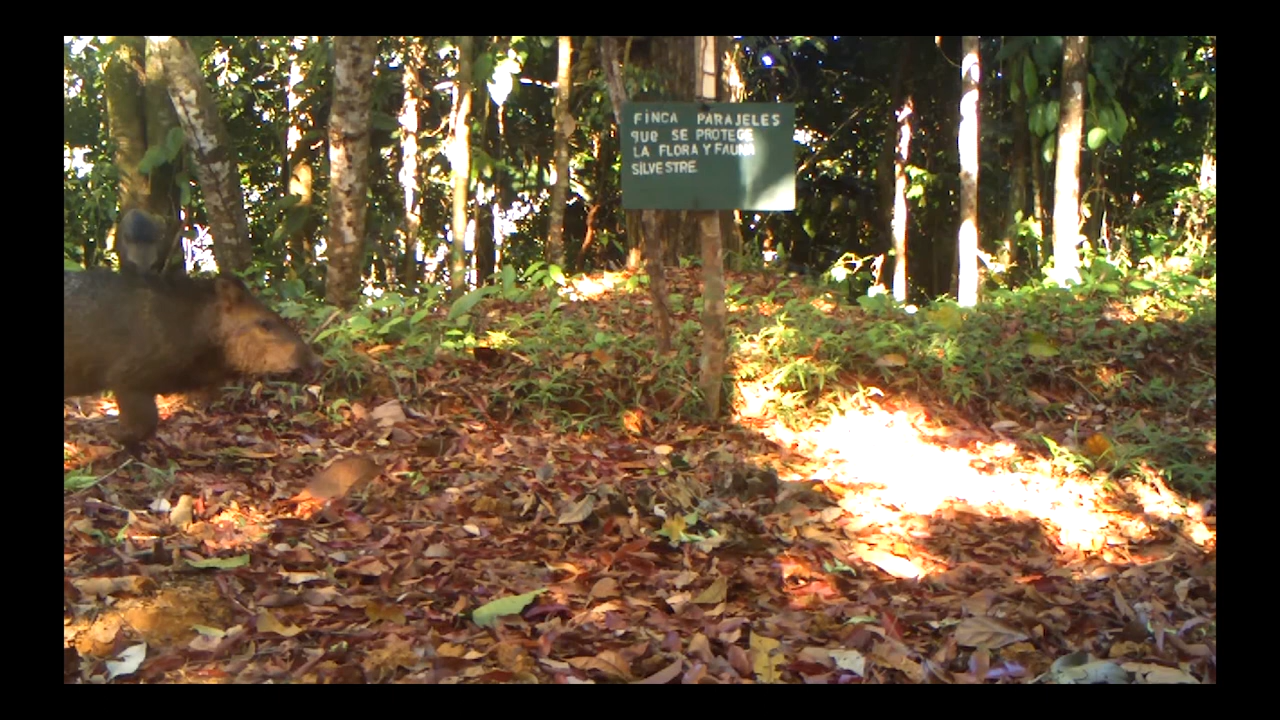 FINCA PARAJELES
que SE PROTEGE
LA FLORA Y FAUNA
SILVESTRE